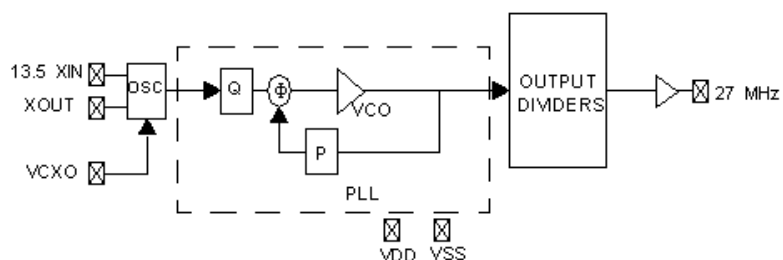 13.5 XIN
XOUT
VCXO
OSC
Q
Φ
VCO
P
PLL
VDD
VSS
OUTPUT
DIVIDERS
27 MHz